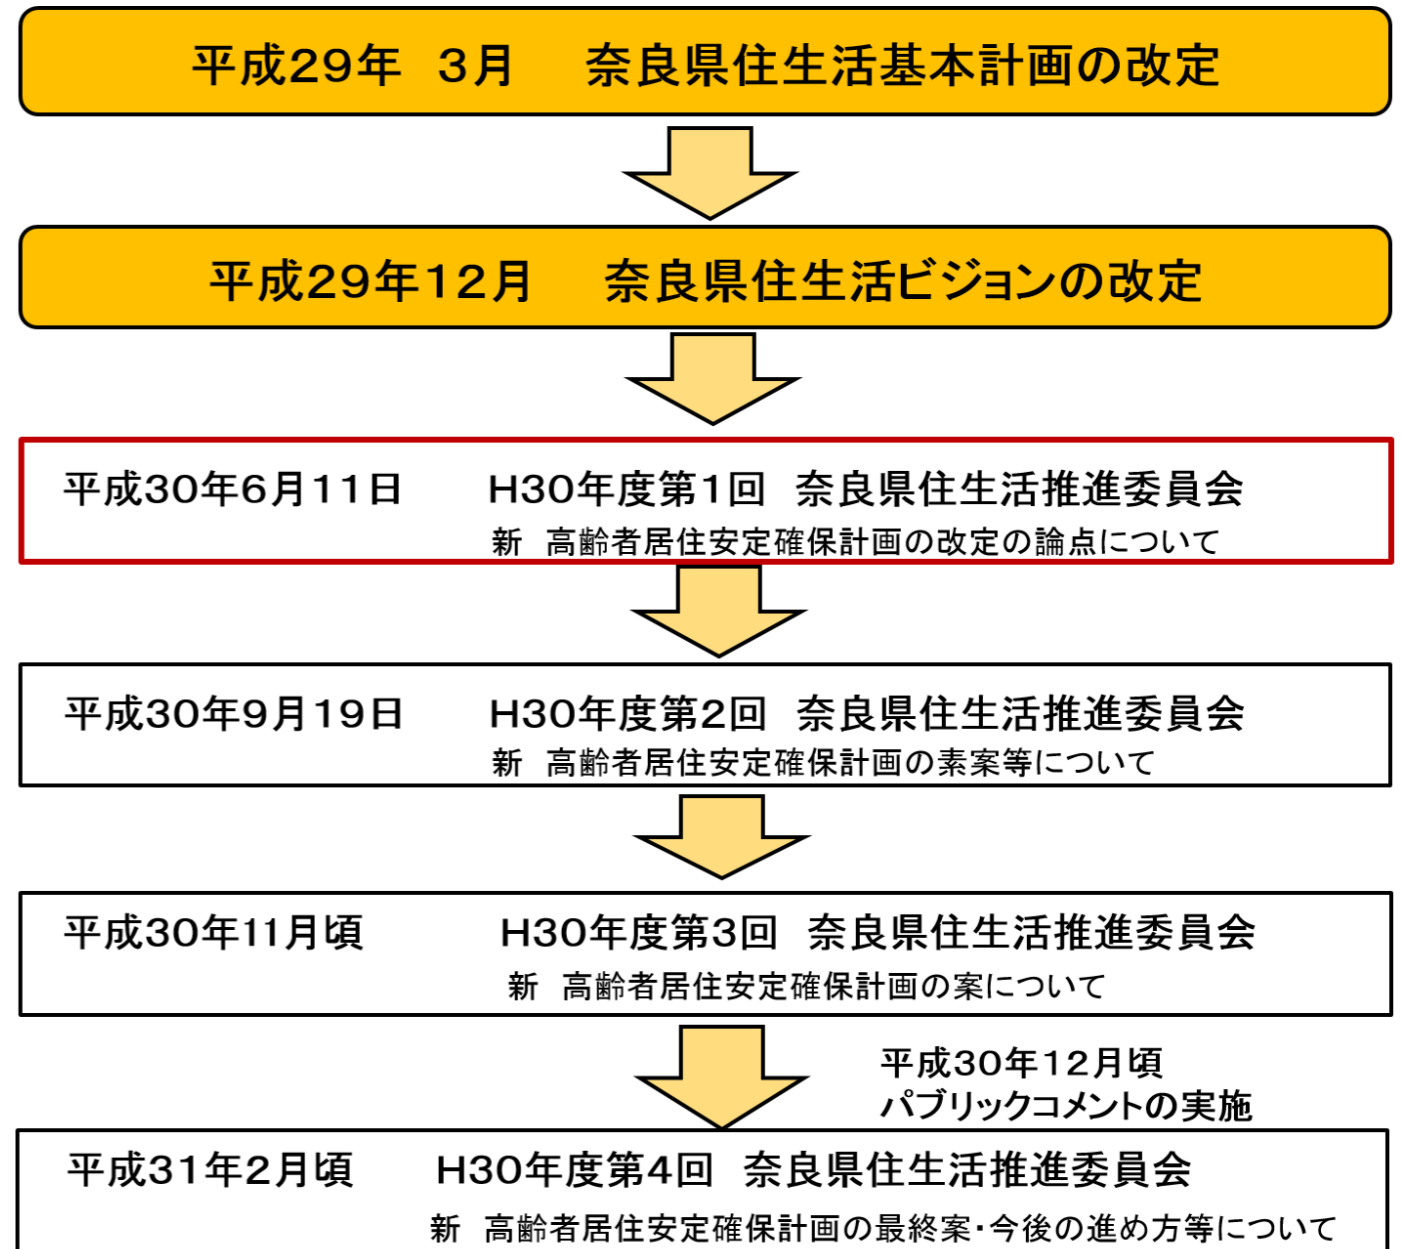 平成29年　3月　　奈良県住生活基本計画の改定
平成29年12月　　奈良県住生活ビジョンの改定
平成30年6月11日　　H30年度第1回　奈良県住生活推進委員会
新　高齢者居住安定確保計画の改定の論点について
平成30年9月19日　　H30年度第2回　奈良県住生活推進委員会
新　高齢者居住安定確保計画の素案等について
平成30年11月頃　　H30年度第3回　奈良県住生活推進委員会
新　高齢者居住安定確保計画の案について
平成30年12月頃
パブリックコメントの実施
平成31年2月頃　　H30年度第4回　奈良県住生活推進委員会
新　高齢者居住安定確保計画の最終案・今後の進め方等について